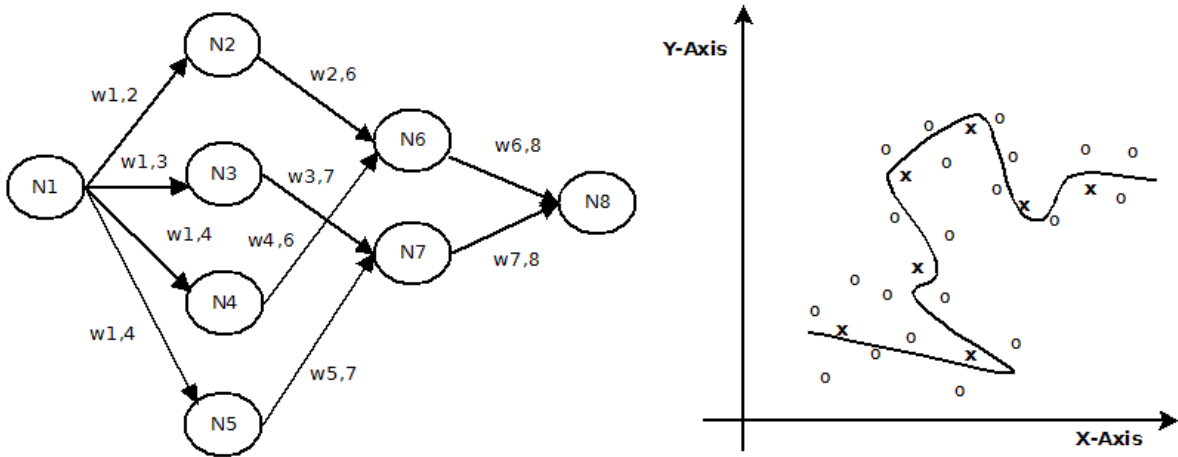 N2
w2,6
w1,2
N6
w6,8
w1,3
N3
w3,7
N1
N8
w1,4
w4,6
N7
w7,8
N4
w1,4
w5,7
N5
Y-Axis
o
x
o
o
o
o
o
o
o
x
x
o
o
x
o
o
o
o
x
o
o
o
o
x
o
o
o
x
o
o
X-Axis